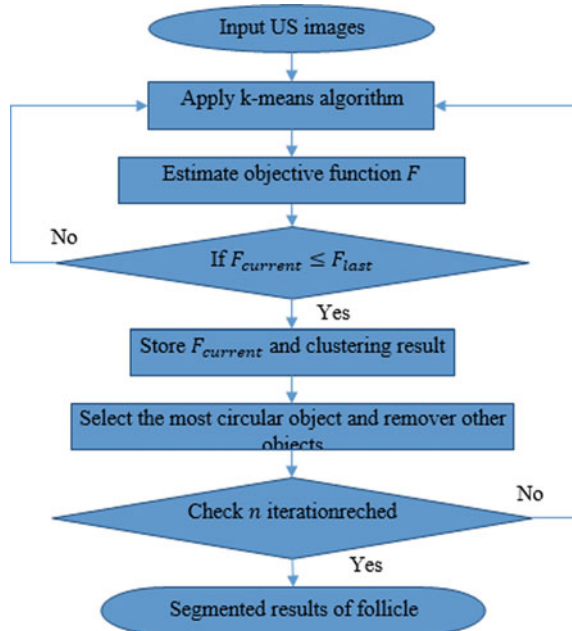 Input US images
Apply k-means algorithm
Estimate objective function F
No
If F_current ≤ F_last
Yes
Store F_current and clustering result
Select the most circular object and remover other
objects
No
Check n iterationreched
Yes
Segmented results of follicle